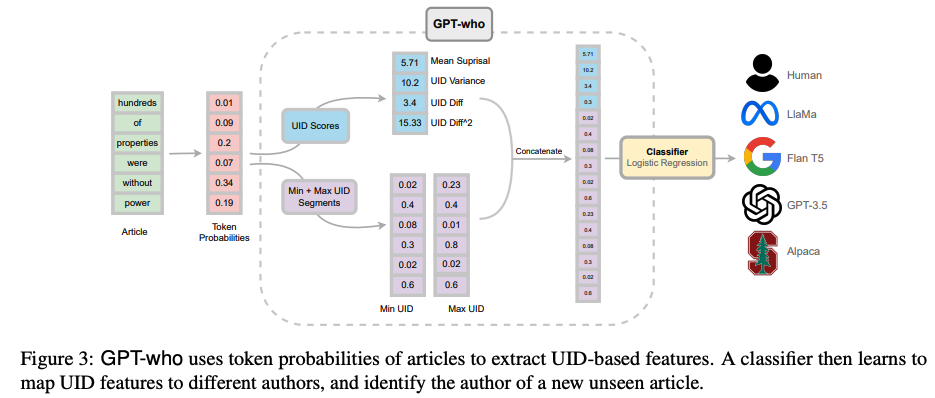 GPT-who
hundreds
of
properties
were
without
power
Article
0.01
0.09
0.2
0.07
0.34
0.19
Token
Probabilities
UID Scores
Min + Max UID
Segments
5.71 Mean Suprisal
10.2 UID Variance
3.4 UID Diff
15.33 UID Diff^2
0.02 0.23
0.4 0.4
0.08 0.01
0.3 0.8
0.02 0.02
0.6 0.6
Min UID Max UID
Concatenate
5.71
10.2
3.4
0.3
0.02
0.4
0.08
0.3
0.02
0.6
0.23
0.4
0.08
0.3
0.02
0.6
Classifier
Logistic Regression
Human
LlaMa
Flan T5
GPT-3.5
Alpaca
Figure 3: GPT-who uses token probabilities of articles to extract UID-based features. A classifier then learns to
map UID features to different authors, and identify the author of a new unseen article.